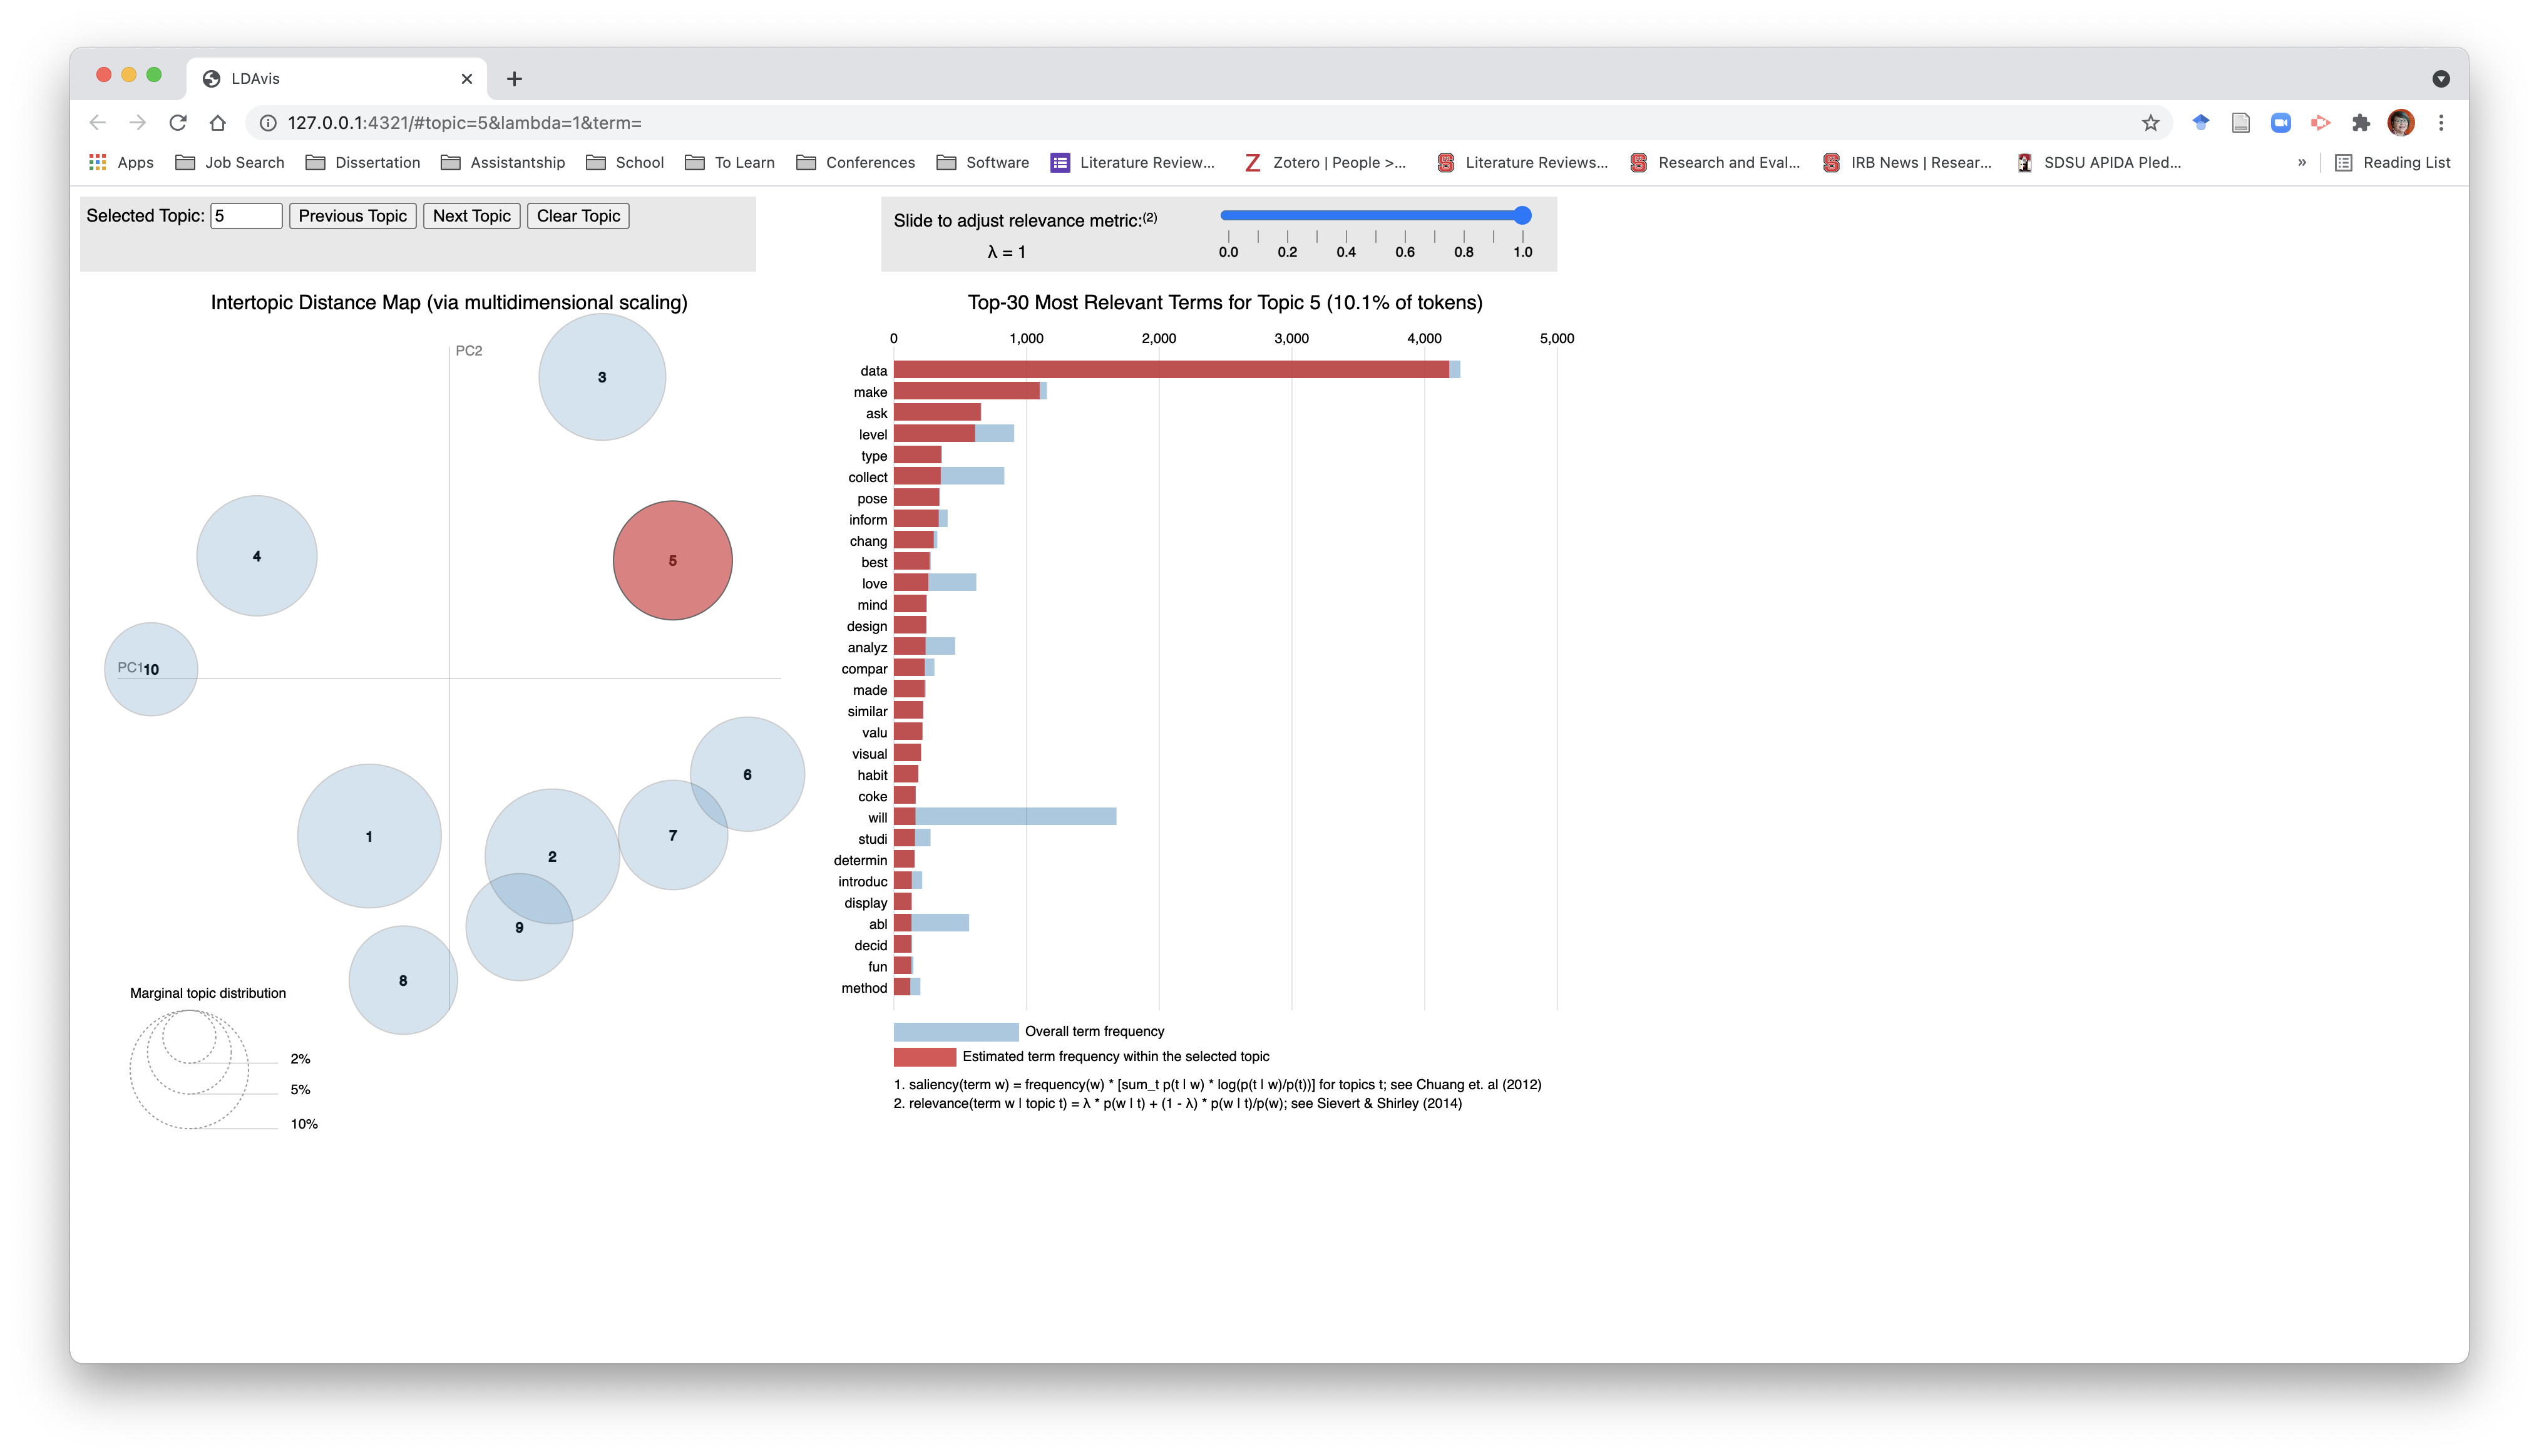 LDAvis
127.0.0.1:4321/#topic=5&lambda=1&term=
Apps Job Search Dissertation Assistantship School To Learn Conferences Software Literature Review... Zotero | People >... Literature Reviews... Research and Eval... IRB News | Resear... SDSU APIDA Pled... » Reading List
Selected Topic: 5 Previous Topic Next Topic Clear Topic
Slide to adjust relevance metric:(2)
λ = 1
0.0 0.2 0.4 0.6 0.8 1.0
Intertopic Distance Map (via multidimensional scaling)
PC2
3
4
5
PC1
10
6
1
2
7
9
8
Marginal topic distribution
2%
5%
10%
Top-30 Most Relevant Terms for Topic 5 (10.1% of tokens)
0 1,000 2,000 3,000 4,000 5,000
data
make
ask
level
type
collect
pose
inform
chang
best
love
mind
design
analyz
compar
made
similar
valu
visual
habit
coke
will
studi
determin
introduc
display
abl
decid
fun
method
Overall term frequency
Estimated term frequency within the selected topic
1. saliency(term w) = frequency(w) * [sum_t p(t | w) * log(p(t | w)/p(t))] for topics t; see Chuang et. al (2012)
2. relevance(term w | topic t) = λ * p(w | t) + (1 - λ) * p(w | t)/p(w); see Sievert & Shirley (2014)